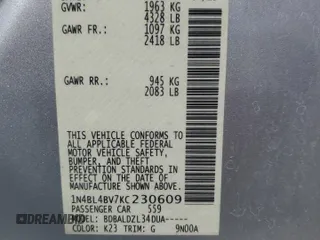 GVWR: 1963 KG
4328 LB
GAWR FR.: 1097 KG
2418 LB
GAWR RR.: 945 KG
2083 LB
THIS VEHICLE CONFORMS TO
ALL APPLICABLE FEDERAL
MOTOR VEHICLE SAFETY,
BUMPER, AND THEFT
PREVENTION STANDARDS IN
EFFECT ON THE DATE OF
MANUFACTURE SHOWN ABOVE.
1N4BL4BV7KC230609
PASSENGER CAR 559
MODEL: BDBALDZL34DUA-----
COLOR: K23 TRIM: G 9N00A